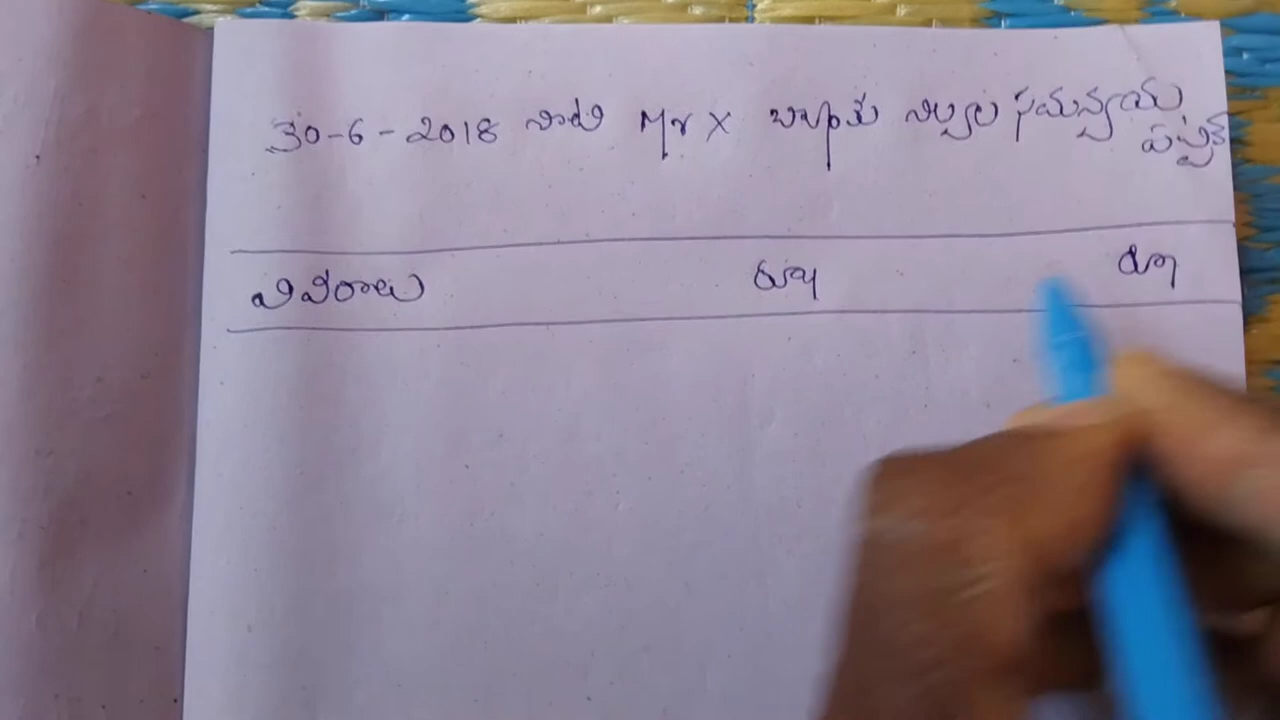 30-6-2018 నాటి Mr X బ్యాంకు నిల్వల సమన్వయ
పట్టిక
వివరాలు రూ॥ రూ॥